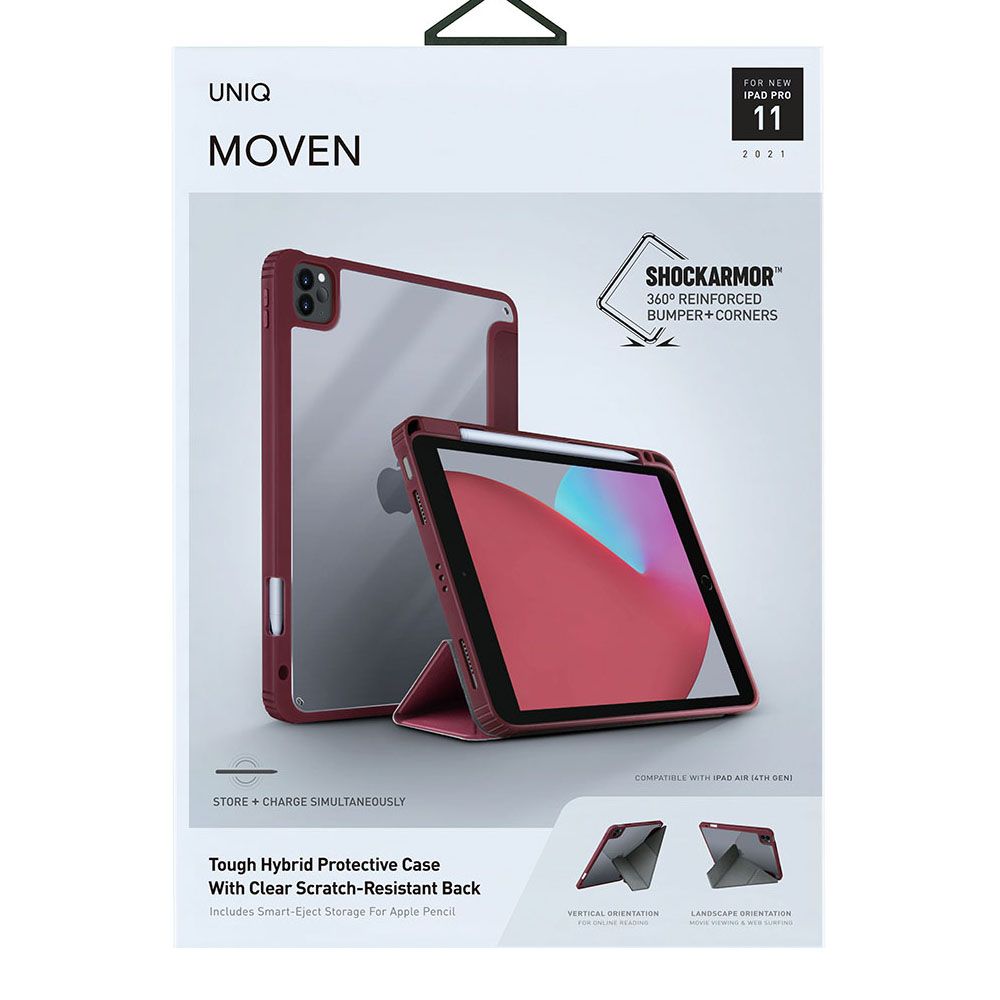 UNIQ
MOVEN
FOR NEW
IPAD PRO
11
2021
SHOCKARMOR™
360º REINFORCED
BUMPER+CORNERS
COMPATIBLE WITH IPAD AIR (4TH GEN)
STORE + CHARGE SIMULTANEOUSLY
Tough Hybrid Protective Case
With Clear Scratch-Resistant Back
Includes Smart-Eject Storage For Apple Pencil
VERTICAL ORIENTATION
FOR ONLINE READING
LANDSCAPE ORIENTATION
MOVIE VIEWING & WEB SURFING